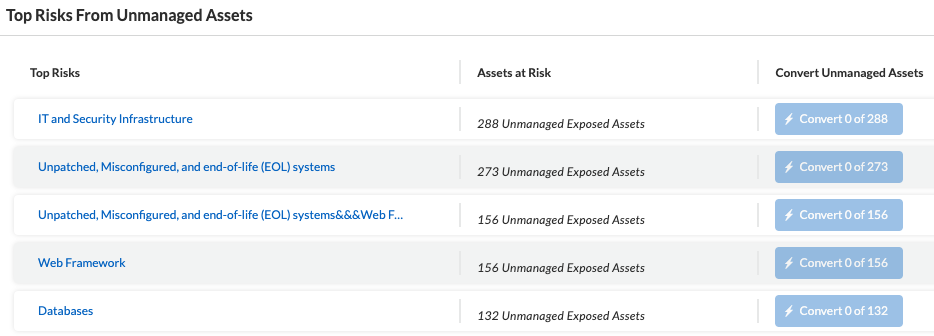 Top Risks From Unmanaged Assets
Top Risks Assets at Risk Convert Unmanaged Assets
IT and Security Infrastructure 288 Unmanaged Exposed Assets Convert 0 of 288
Unpatched, Misconfigured, and end-of-life (EOL) systems 273 Unmanaged Exposed Assets Convert 0 of 273
Unpatched, Misconfigured, and end-of-life (EOL) systems&&&Web F... 156 Unmanaged Exposed Assets Convert 0 of 156
Web Framework 156 Unmanaged Exposed Assets Convert 0 of 156
Databases 132 Unmanaged Exposed Assets Convert 0 of 132